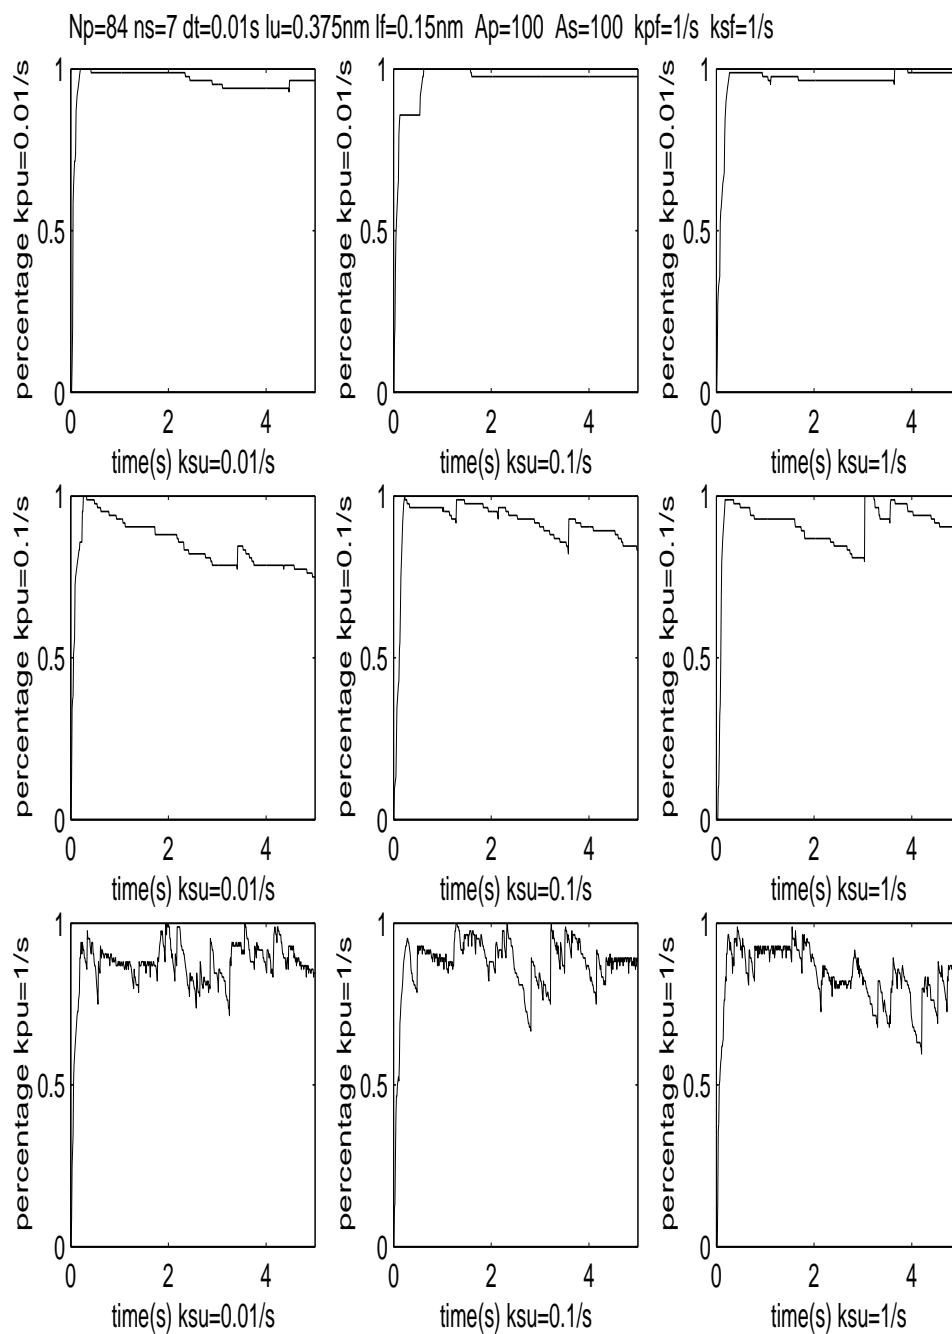 Np=84 ns=7 dt=0.01s lu=0.375nm lf=0.15nm Ap=100 As=100 kpf=1/s ksf=1/s
percentage kpu=0.01/s
1
0.5
0
0 2 4
time(s) ksu=0.01/s
percentage kpu=0.01/s
1
0.5
0
0 2 4
time(s) ksu=0.1/s
percentage kpu=0.01/s
1
0.5
0
0 2 4
time(s) ksu=1/s
percentage kpu=0.1/s
1
0.5
0
0 2 4
time(s) ksu=0.01/s
percentage kpu=0.1/s
1
0.5
0
0 2 4
time(s) ksu=0.1/s
percentage kpu=0.1/s
1
0.5
0
0 2 4
time(s) ksu=1/s
percentage kpu=1/s
1
0.5
0
0 2 4
time(s) ksu=0.01/s
percentage kpu=1/s
1
0.5
0
0 2 4
time(s) ksu=0.1/s
percentage kpu=1/s
1
0.5
0
0 2 4
time(s) ksu=1/s